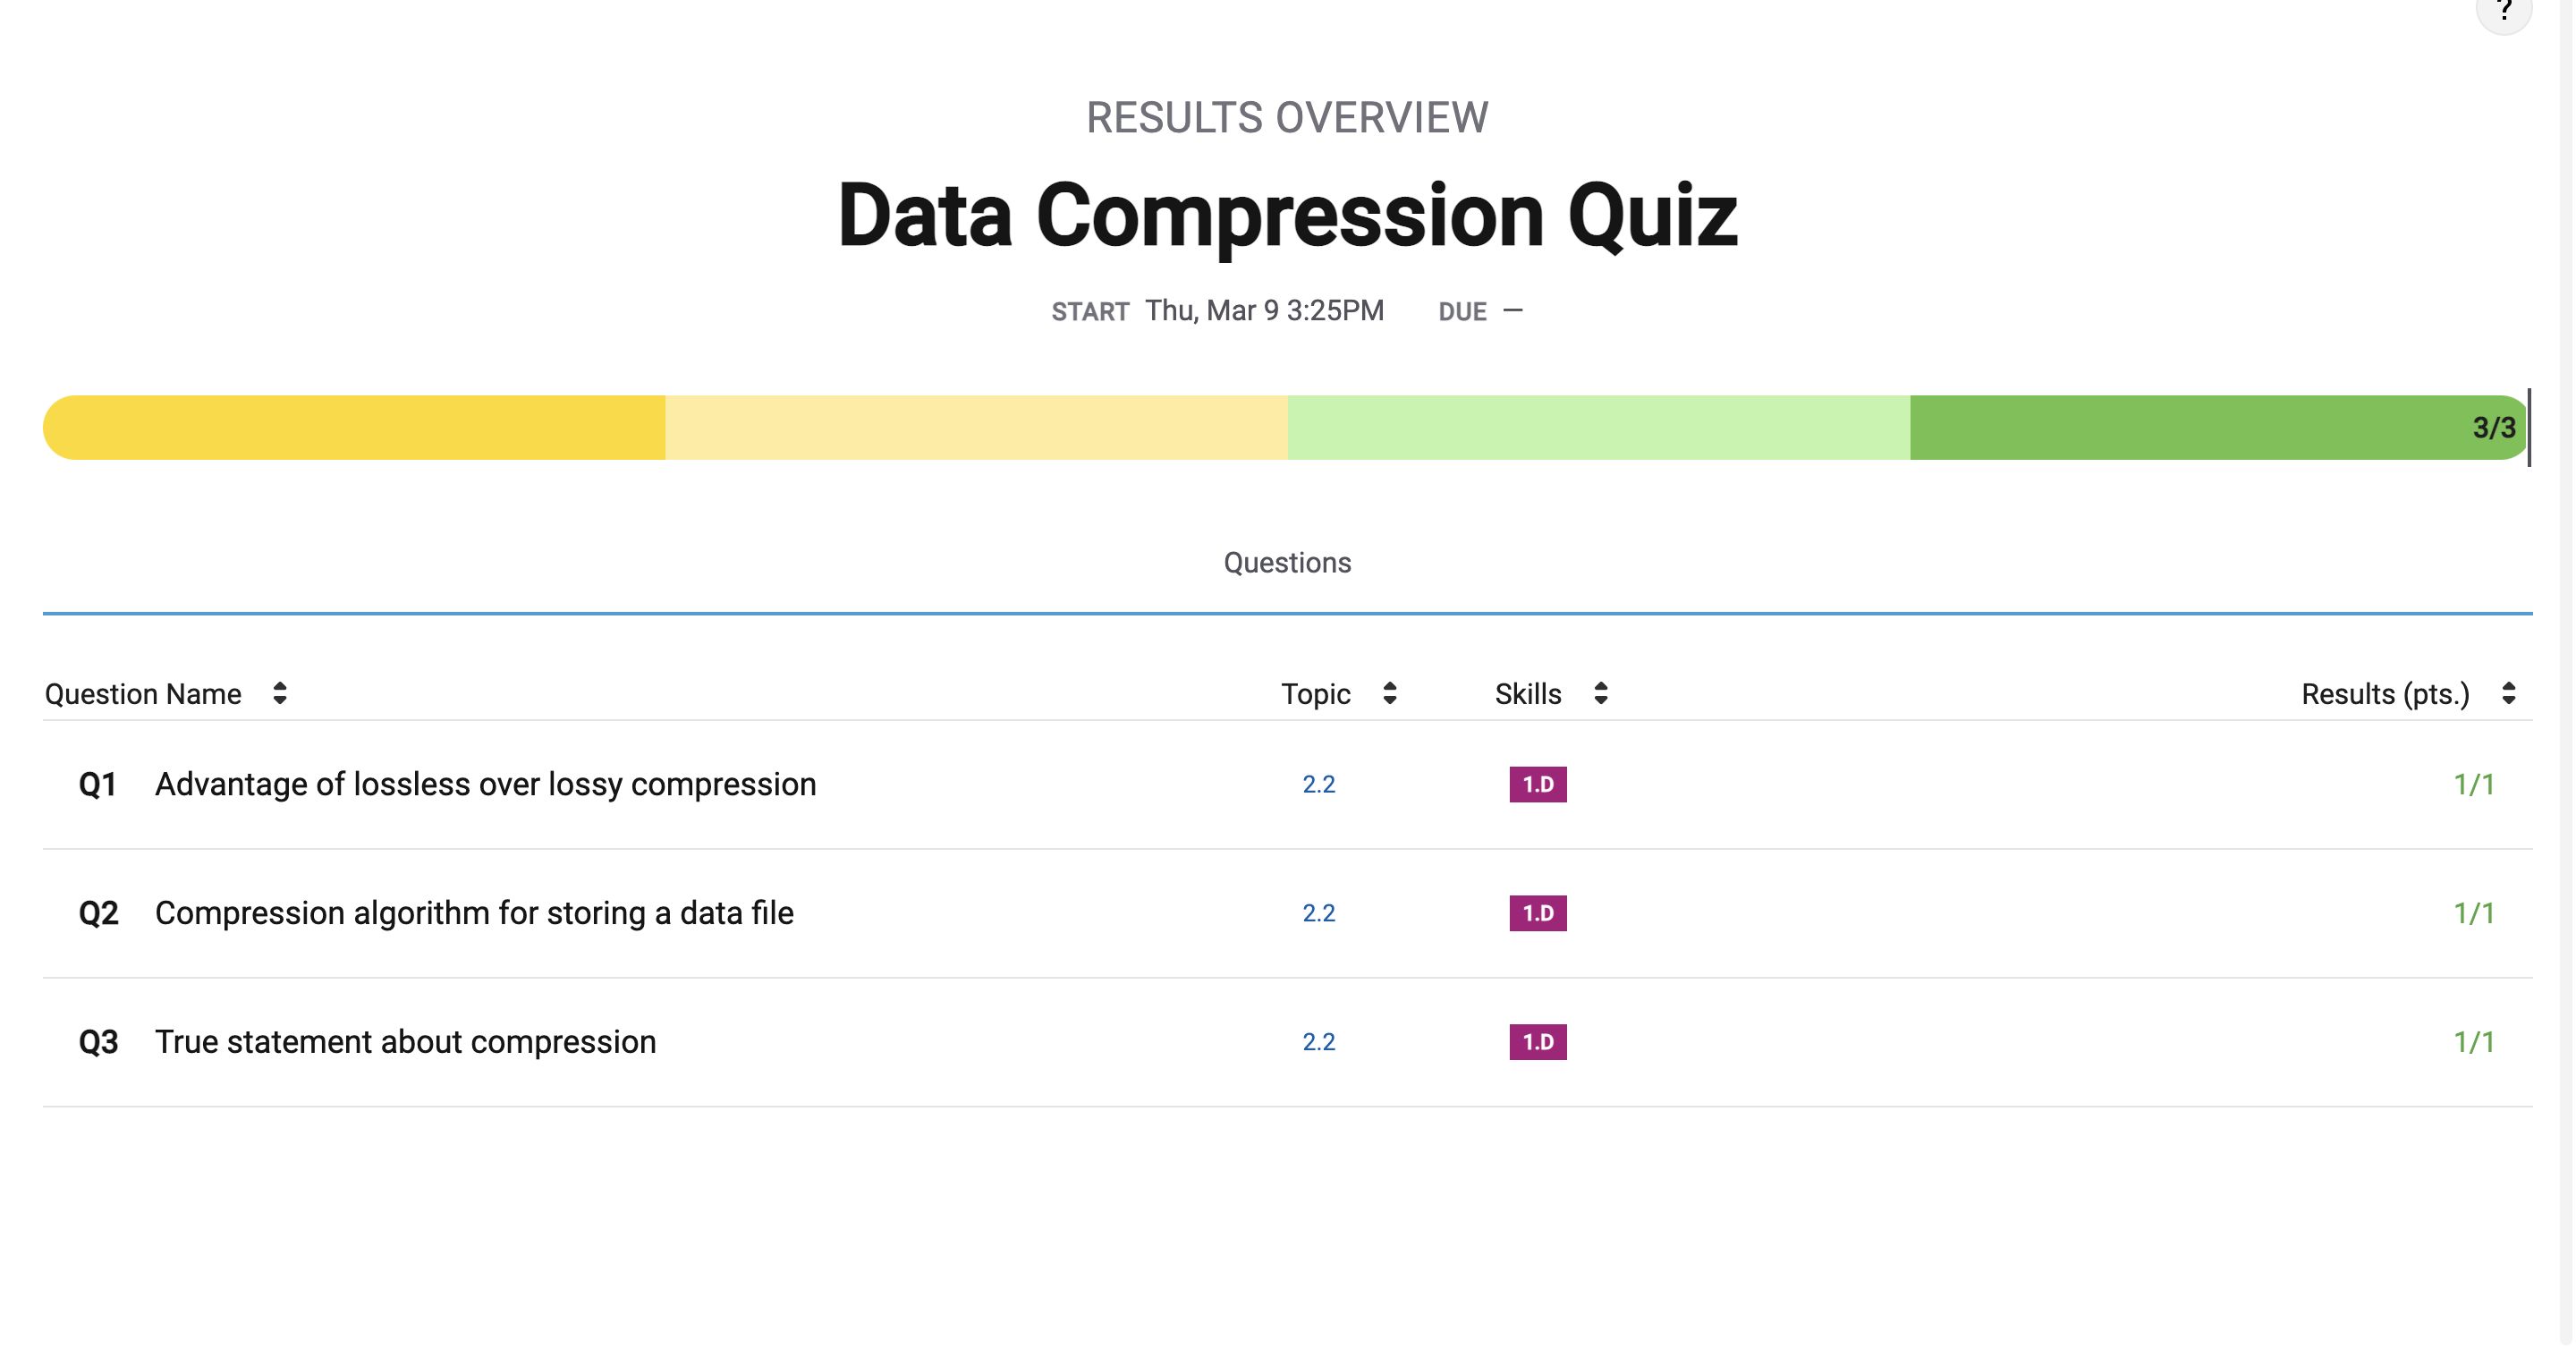 ?
RESULTS OVERVIEW
Data Compression Quiz
START Thu, Mar 9 3:25PM DUE —
3/3
Questions
Question Name Topic Skills Results (pts.)
Q1 Advantage of lossless over lossy compression 2.2 1.D 1/1
Q2 Compression algorithm for storing a data file 2.2 1.D 1/1
Q3 True statement about compression 2.2 1.D 1/1